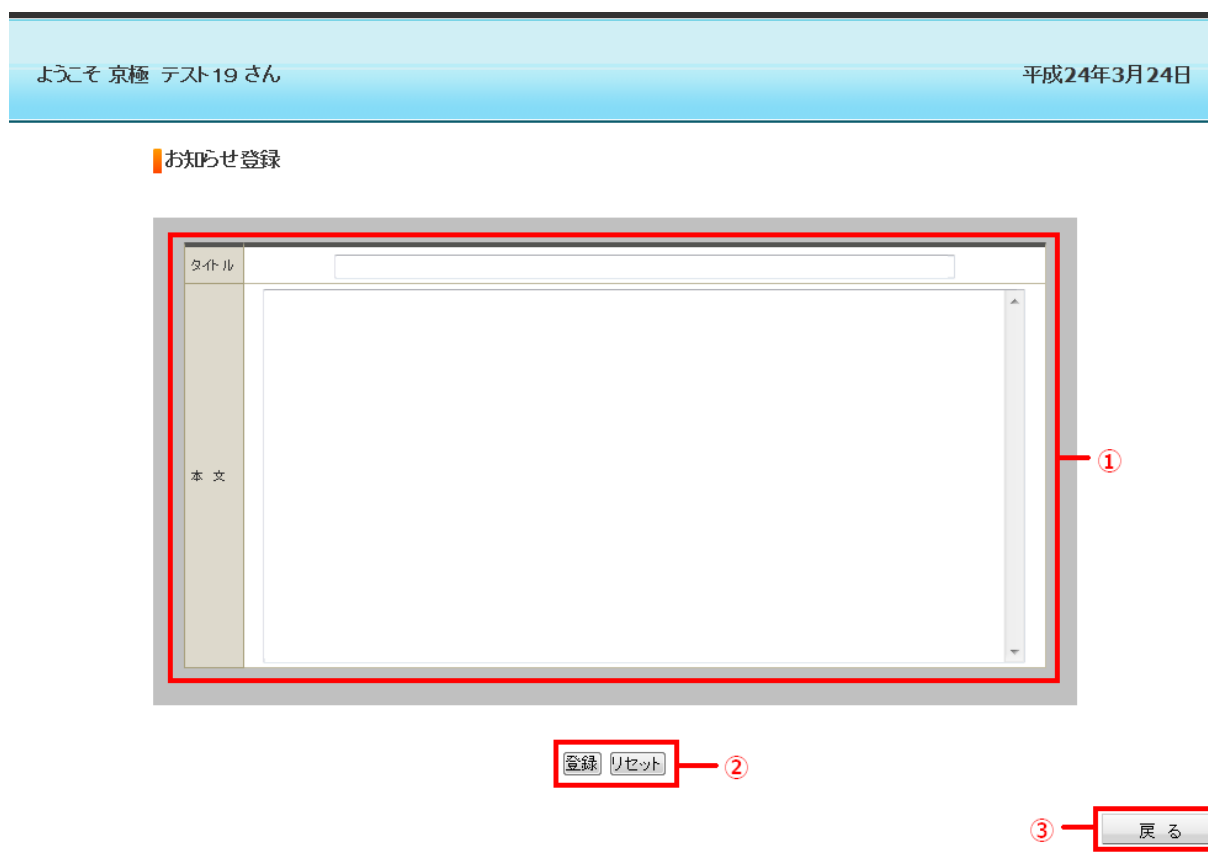 ようこそ 京極 テスト19 さん 平成24年3月24日
お知らせ登録
タイトル
本 文
①
登録 リセット ②
③ 戻 る